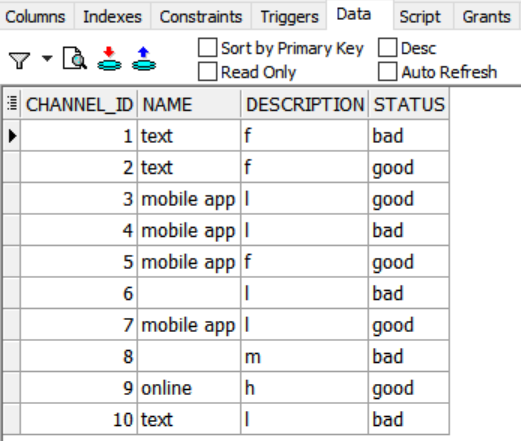 Columns Indexes Constraints Triggers Data Script Grants
Sort by Primary Key Desc
Read Only Auto Refresh
CHANNEL_ID NAME DESCRIPTION STATUS
1 text f bad
2 text f good
3 mobile app l good
4 mobile app l bad
5 mobile app f good
6 l bad
7 mobile app l good
8 m bad
9 online h good
10 text l bad